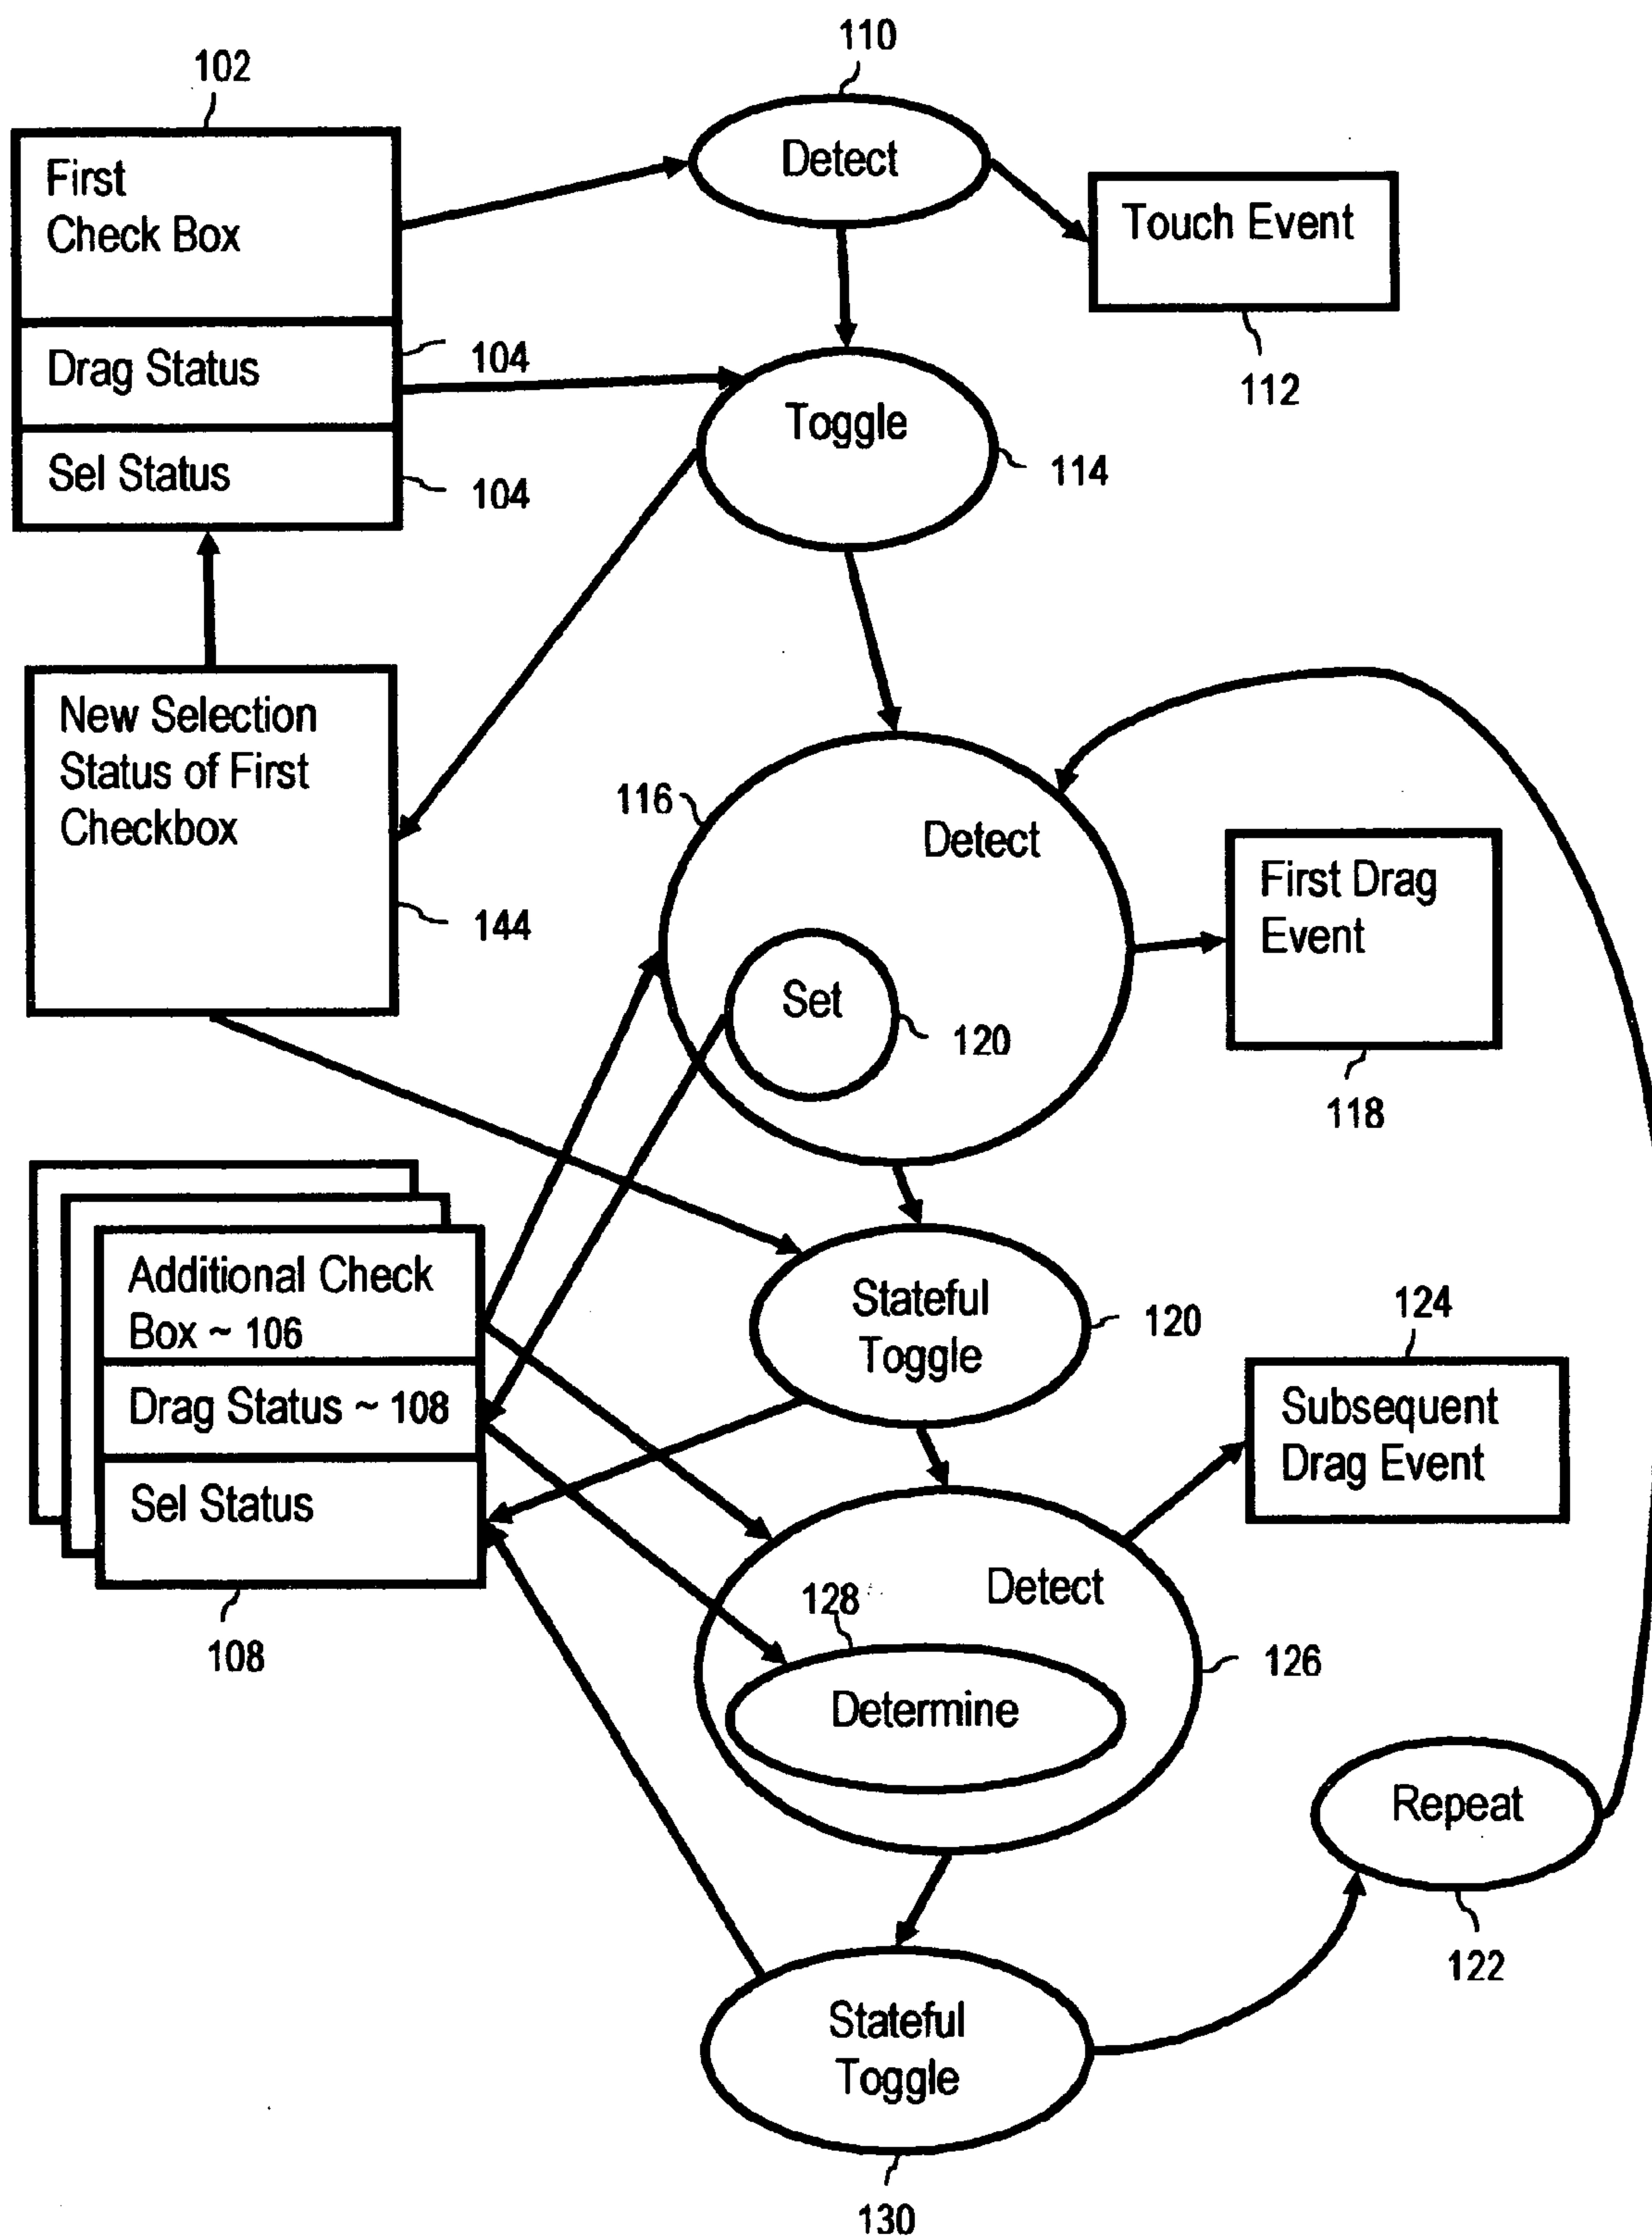 110
102
Detect
First
Check Box
Touch Event
112
Drag Status
104
Toggle
114
Sel Status
104
New Selection
Status of First
Checkbox
144
116
Detect
First Drag
Event
118
Set
120
Additional Check
Box ~ 106
Drag Status ~ 108
Sel Status
108
Stateful
Toggle
120
124
Subsequent
Drag Event
Detect
128
126
Determine
Repeat
122
Stateful
Toggle
130